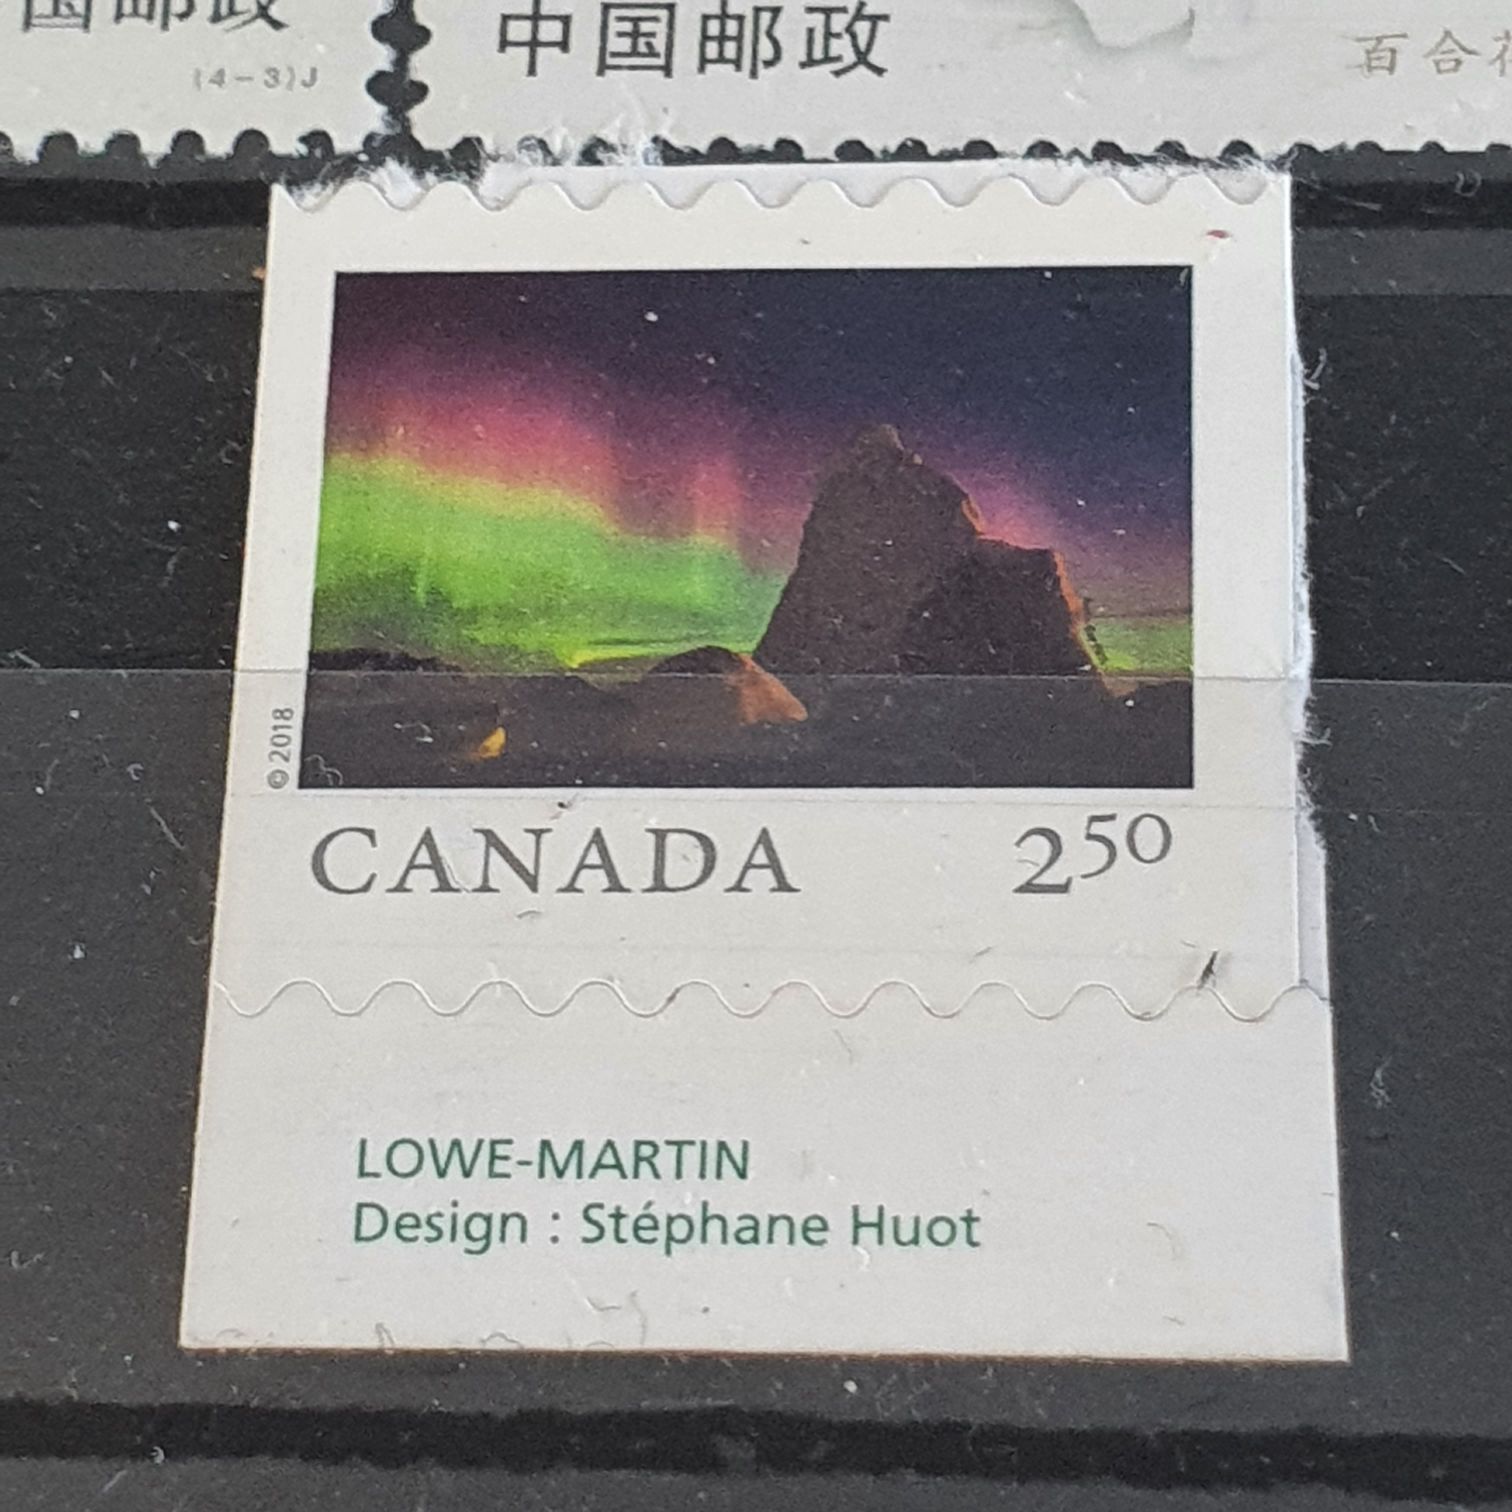 国邮政
(4-3)J
中国邮政
百合花
©2018
CANADA 2⁵⁰
LOWE-MARTIN
Design : Stéphane Huot